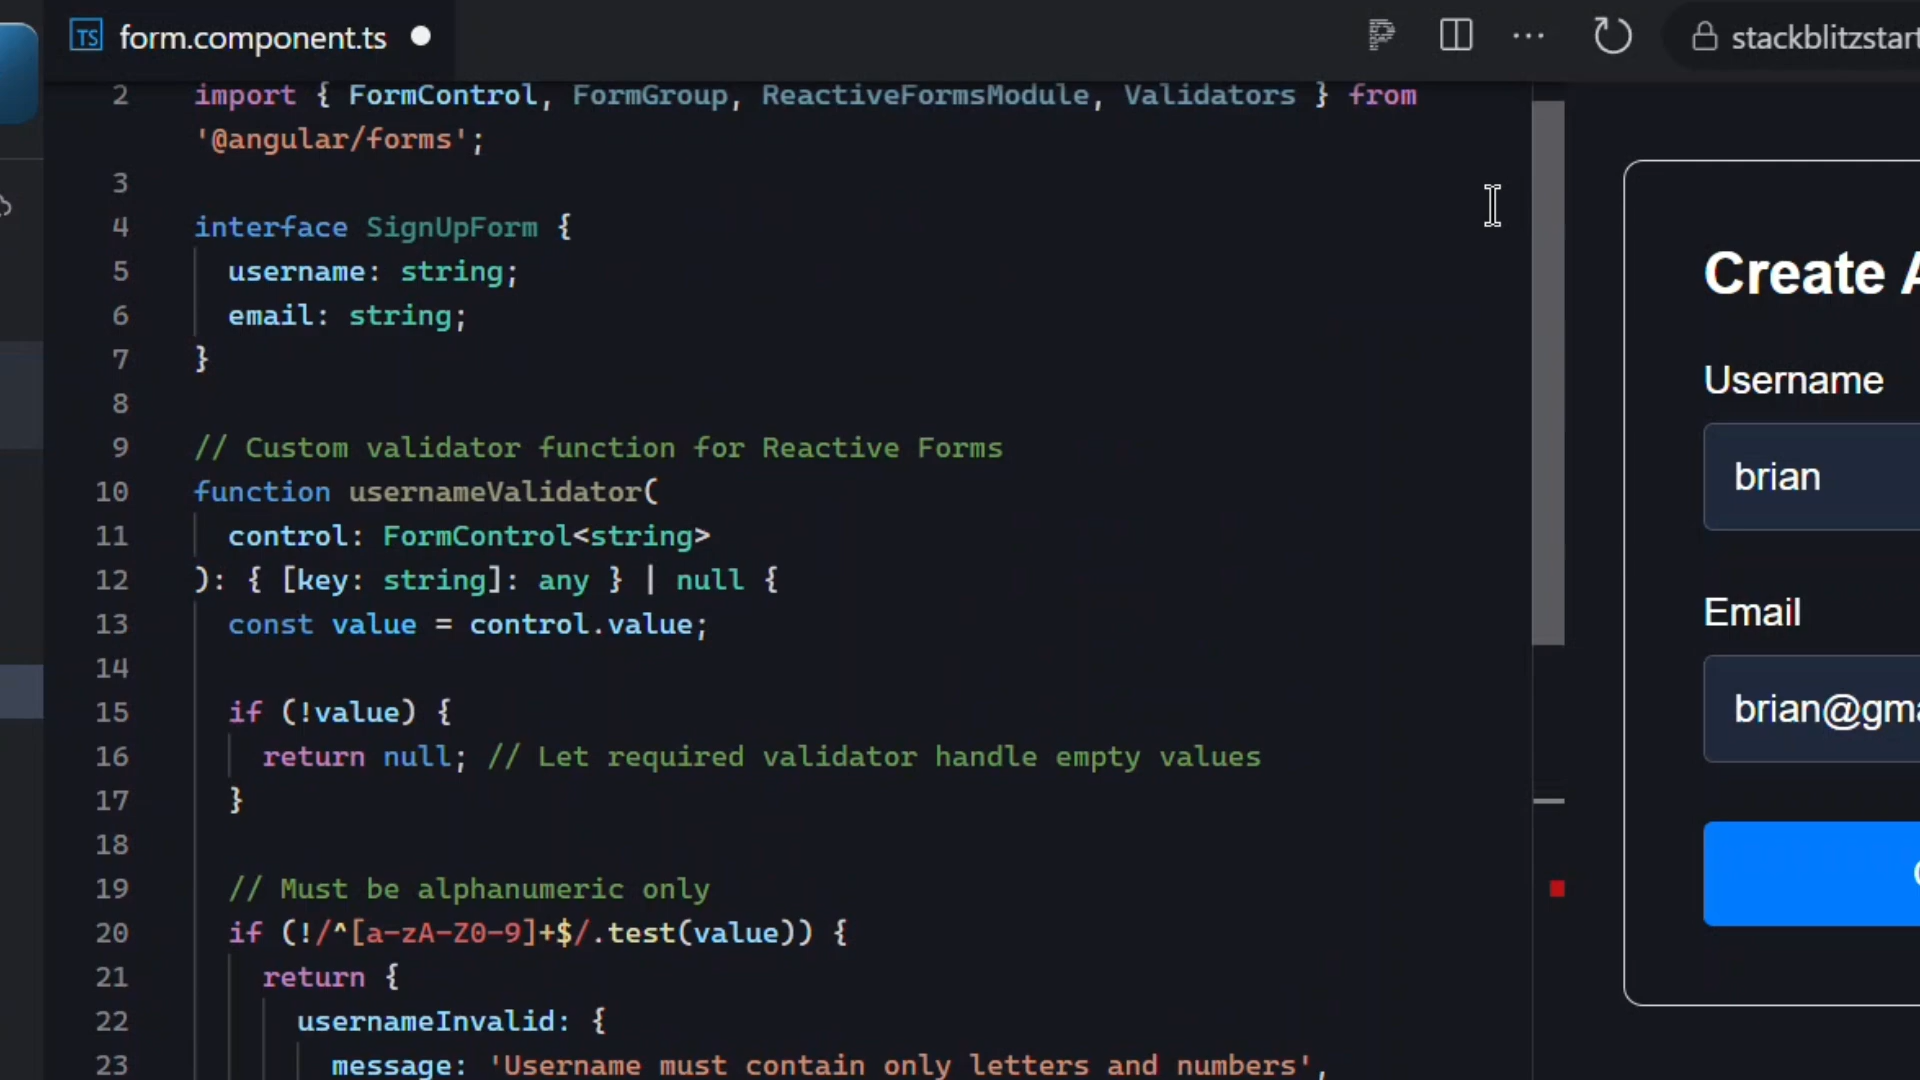 TS form.component.ts
stackblitzstart
2 import { FormControl, FormGroup, ReactiveFormsModule, Validators } from
'@angular/forms';
3
4 interface SignUpForm {
5 username: string;
6 email: string;
7 }
8
9 // Custom validator function for Reactive Forms
10 function usernameValidator(
11 control: FormControl<string>
12 ): { [key: string]: any } | null {
13 const value = control.value;
14
15 if (!value) {
16 return null; // Let required validator handle empty values
17 }
18
19 // Must be alphanumeric only
20 if (!/^[a-zA-Z0-9]+$/.test(value)) {
21 return {
22 usernameInvalid: {
23 message: 'Username must contain only letters and numbers',
Create A
Username
brian
Email
brian@gma